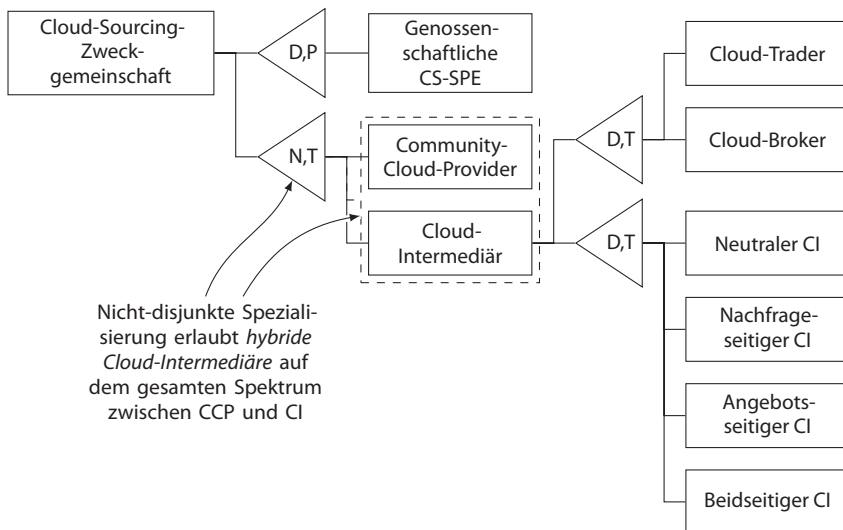 Cloud-Sourcing-
Zweck-
gemeinschaft
D,P
Genossen-
schaftliche
CS-SPE
N,T
Community-
Cloud-Provider
Cloud-
Intermediär
D,T
Cloud-Trader
Cloud-Broker
D,T
Neutraler CI
Nachfrage-
seitiger CI
Angebots-
seitiger CI
Beidseitiger CI
Nicht-disjunkte Speziali-
sierung erlaubt hybride
Cloud-Intermediäre auf
dem gesamten Spektrum
zwischen CCP und CI